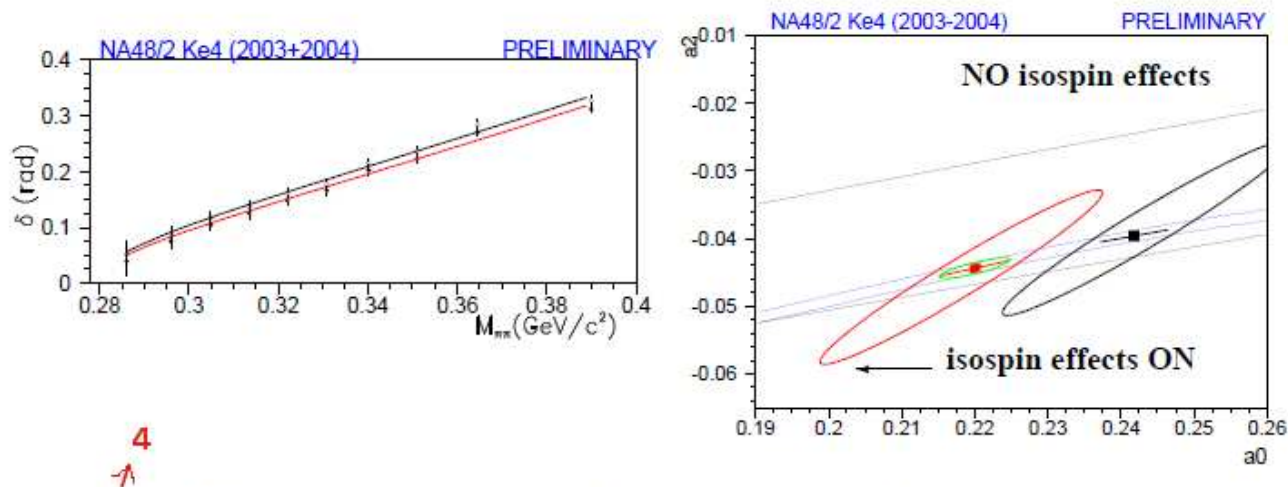 NA48/2 Ke4 (2003+2004) PRELIMINARY
δ (rad)
0.4
0.3
0.2
0.1
0
0.28 0.3 0.32 0.34 0.36 0.38 0.4
Mππ(GeV/c²)
4
NA48/2 Ke4 (2003-2004) PRELIMINARY
a2
-0.01
-0.02
-0.03
-0.04
-0.05
-0.06
NO isospin effects
isospin effects ON
0.19 0.2 0.21 0.22 0.23 0.24 0.25 0.26
a0